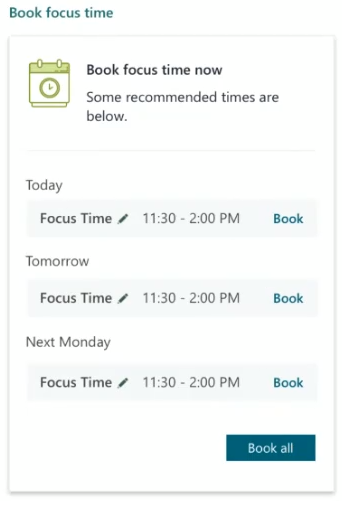 Book focus time
Book focus time now
Some recommended times are
below.
Today
Focus Time 11:30 - 2:00 PM Book
Tomorrow
Focus Time 11:30 - 2:00 PM Book
Next Monday
Focus Time 11:30 - 2:00 PM Book
Book all